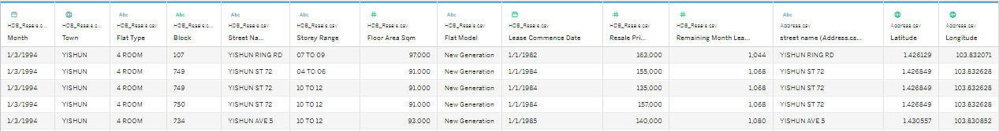 Abc Abc Abc Abc # Abc # # Abc
HDB_Resale.c... HDB_Resale.c... HDB_Resale.csv HDB_Resale.c... HDB_Resale.csv HDB_Resale.csv HDB_Resale.csv HDB_Resale.csv HDB_Resale.csv HDB_Resale.csv HDB_Resale.csv Address.csv Address.csv Address.csv
Month Town Flat Type Block Street Na... Storey Range Floor Area Sqm Flat Model Lease Commence Date Resale Pri... Remaining Month Lea... street name (Address.cs... Latitude Longitude
1/3/1994 YISHUN 4 ROOM 107 YISHUN RING RD 07 TO 09 97.000 New Generation 1/1/1982 163,000 1,044 YISHUN RING RD 1.426129 103.832071
1/3/1994 YISHUN 4 ROOM 749 YISHUN ST 72 04 TO 06 91.000 New Generation 1/1/1984 155,000 1,068 YISHUN ST 72 1.426849 103.832628
1/3/1994 YISHUN 4 ROOM 749 YISHUN ST 72 10 TO 12 91.000 New Generation 1/1/1984 135,000 1,068 YISHUN ST 72 1.426849 103.832628
1/3/1994 YISHUN 4 ROOM 750 YISHUN ST 72 10 TO 12 91.000 New Generation 1/1/1984 157,000 1,068 YISHUN ST 72 1.426849 103.832628
1/3/1994 YISHUN 4 ROOM 734 YISHUN AVE 5 10 TO 12 93.000 New Generation 1/1/1985 140,000 1,080 YISHUN AVE 5 1.430557 103.830852